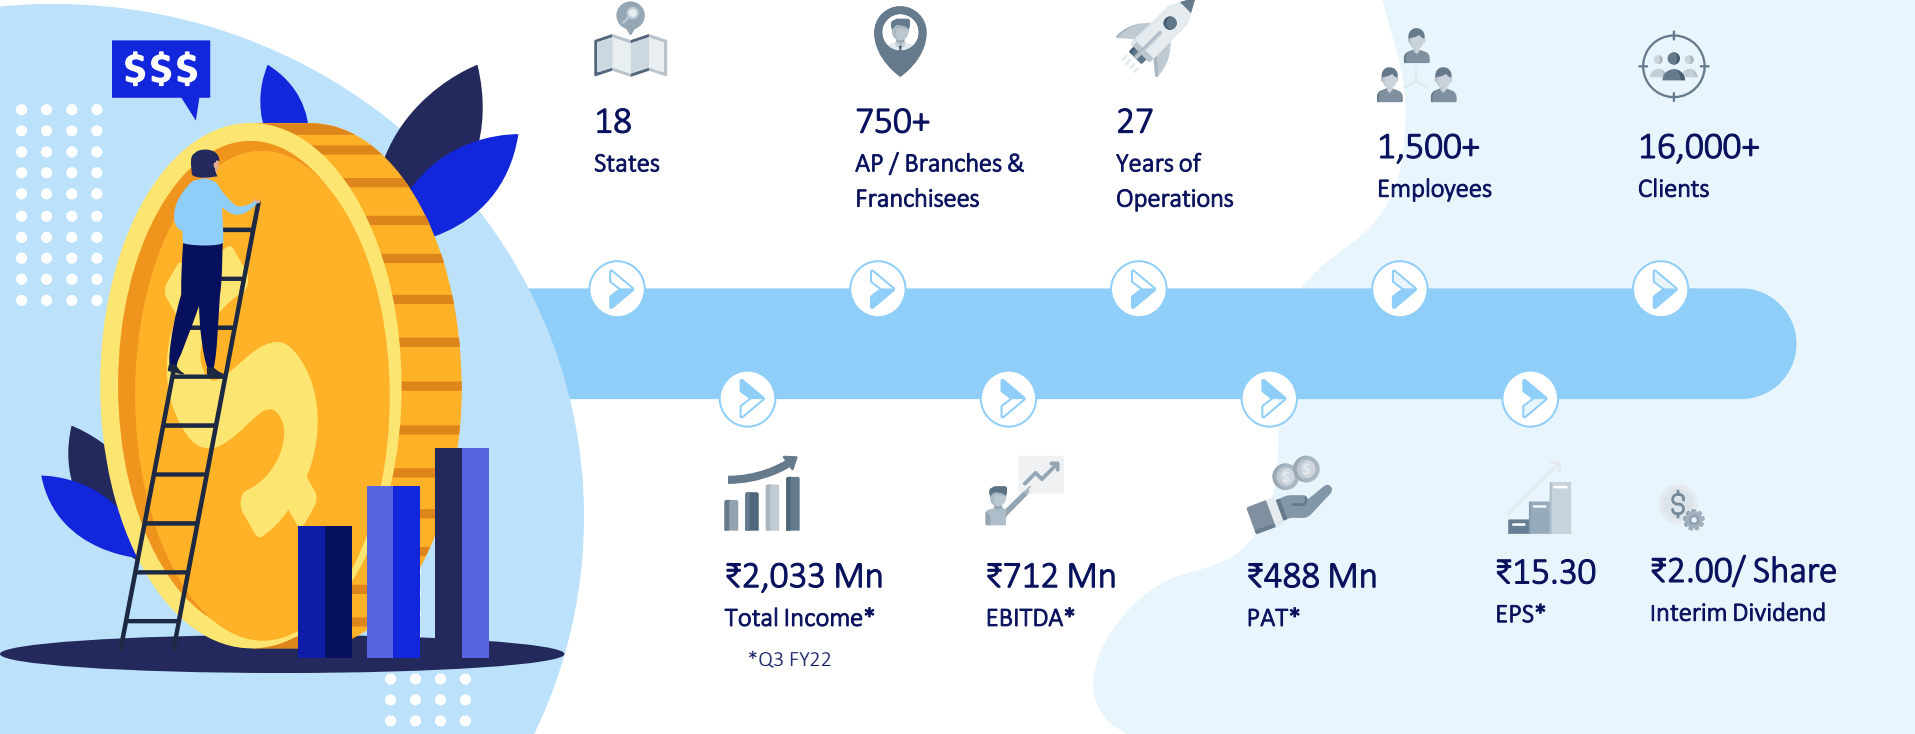 $$$
18
States
750+
AP / Branches &
Franchisees
27
Years of
Operations
1,500+
Employees
16,000+
Clients
₹2,033 Mn
Total Income*
*Q3 FY22
₹712 Mn
EBITDA*
₹488 Mn
PAT*
₹15.30
EPS*
₹2.00/ Share
Interim Dividend